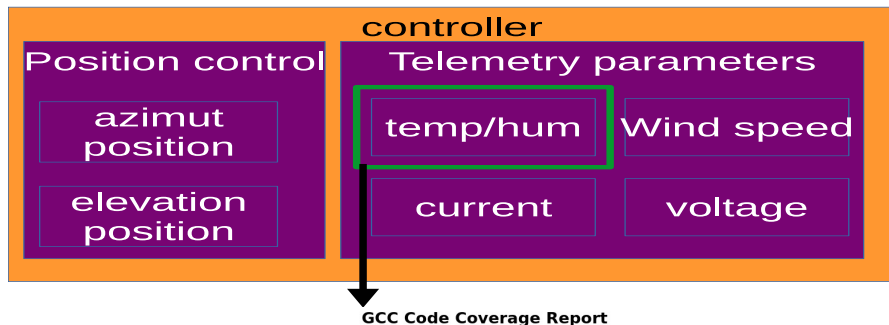 controller
Position control
azimut
position
elevation
position
Telemetry parameters
temp/hum
Wind speed
current
voltage
GCC Code Coverage Report